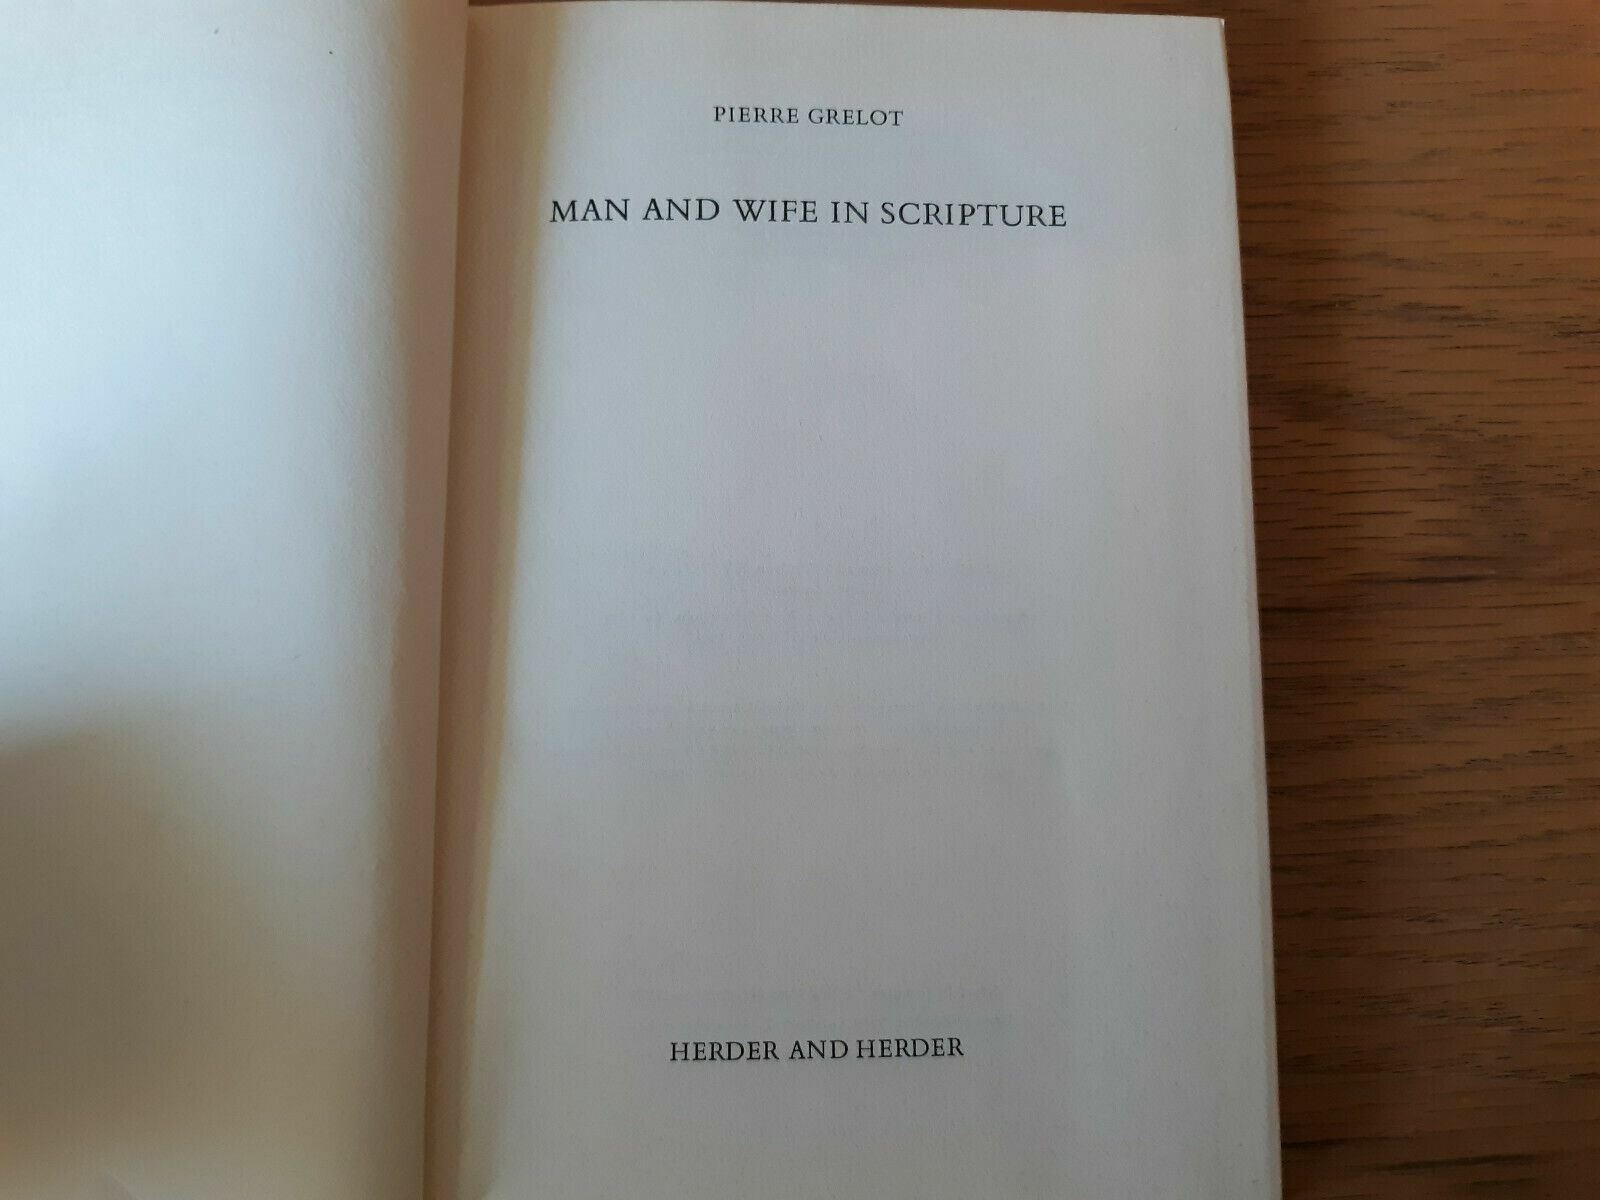 PIERRE GRELOT
MAN AND WIFE IN SCRIPTURE
HERDER AND HERDER